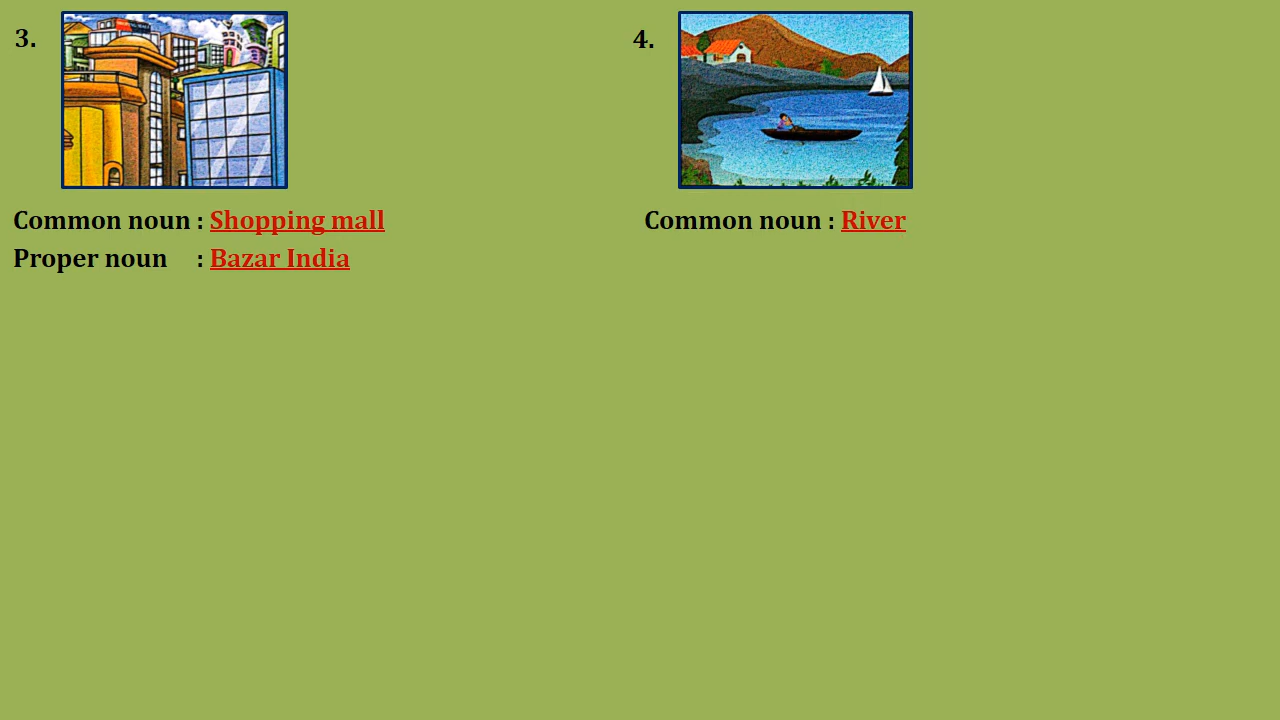 3.
Common noun : Shopping mall
Proper noun : Bazar India
4.
Common noun : River